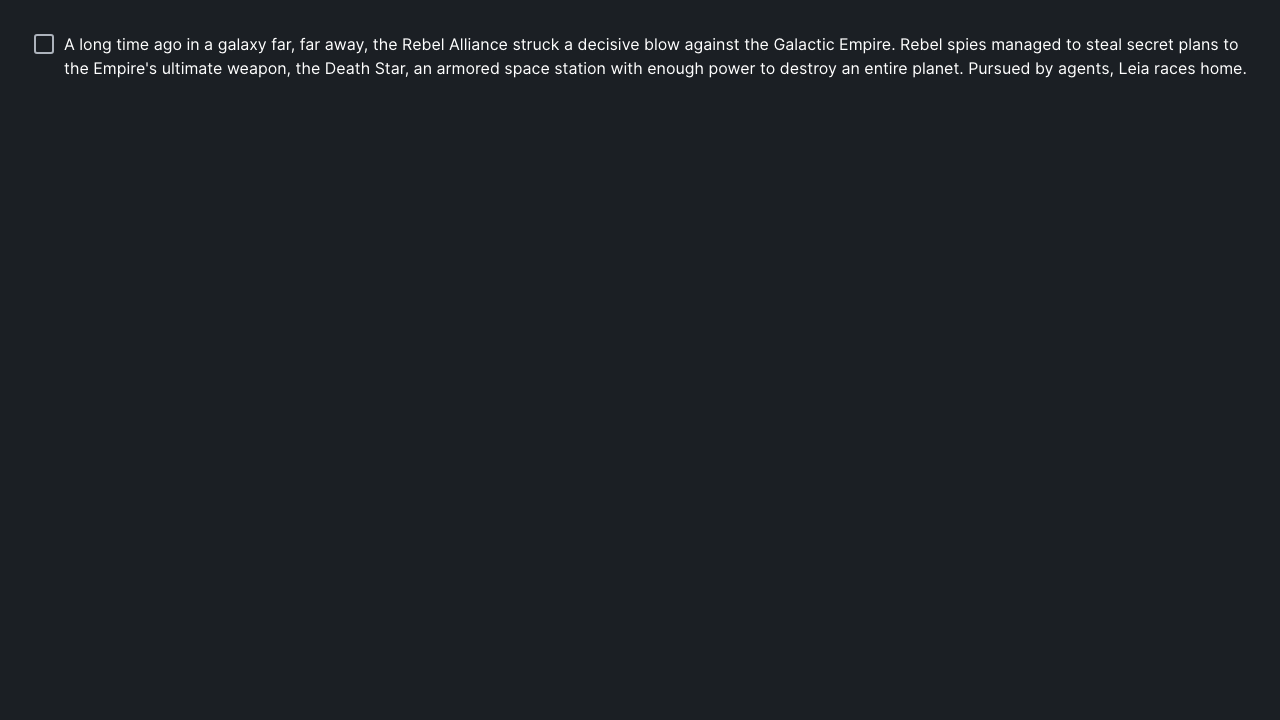 A long time ago in a galaxy far, far away, the Rebel Alliance struck a decisive blow against the Galactic Empire. Rebel spies managed to steal secret plans to
the Empire's ultimate weapon, the Death Star, an armored space station with enough power to destroy an entire planet. Pursued by agents, Leia races home.